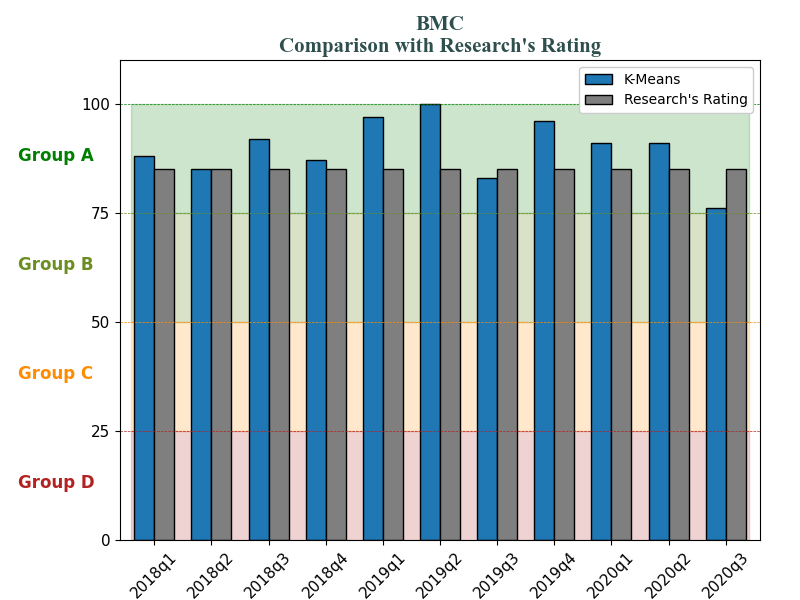 BMC
Comparison with Research's Rating
K-Means
Research's Rating
100
Group A
75
Group B
50
Group C
25
Group D
0
2018q1
2018q2
2018q3
2018q4
2019q1
2019q2
2019q3
2019q4
2020q1
2020q2
2020q3